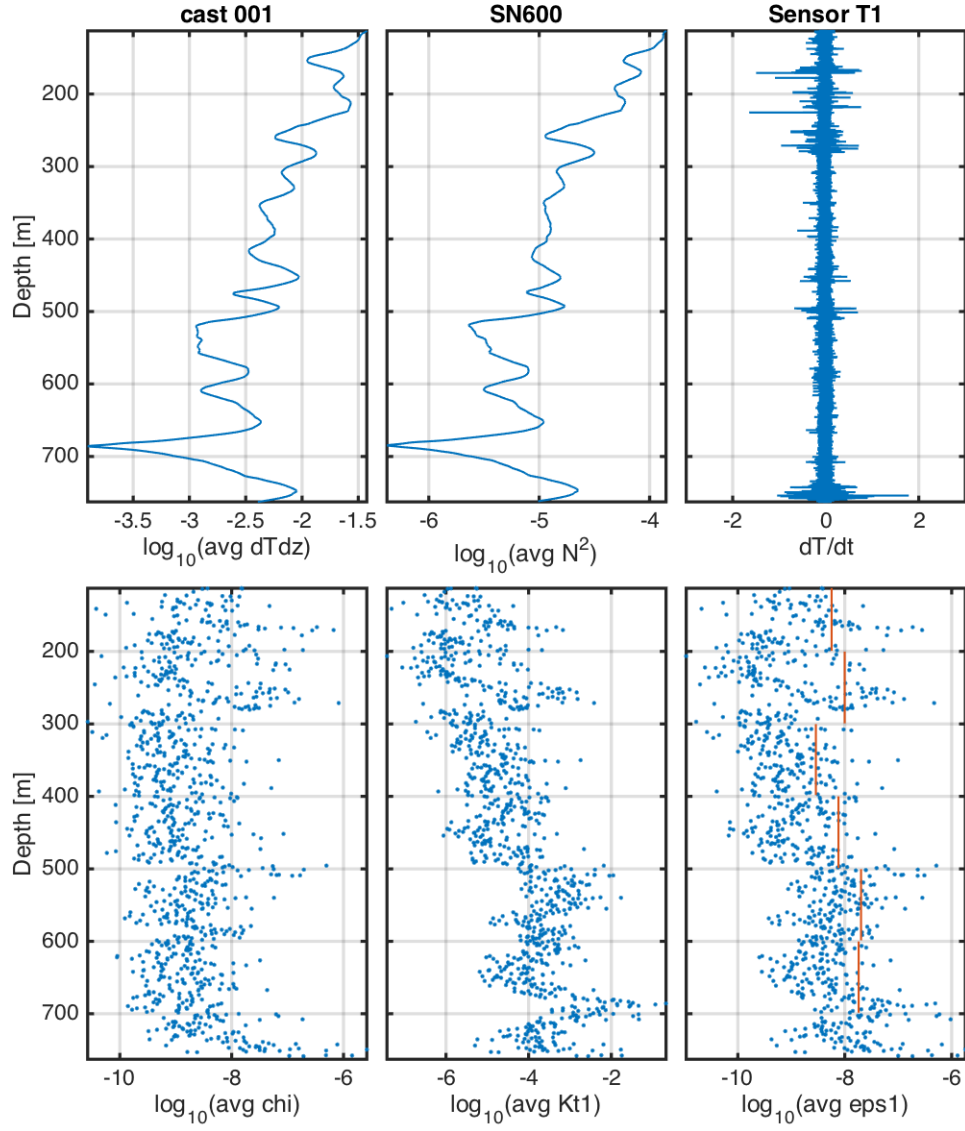 cast 001
SN600
Sensor T1
200
300
400
500
600
700
Depth [m]
-3.5 -3 -2.5 -2 -1.5
log10(avg dTdz)
-6 -5 -4
log10(avg N2)
-2 0 2
dT/dt
200
300
400
500
600
700
Depth [m]
-10 -8 -6
log10(avg chi)
-6 -4 -2
log10(avg Kt1)
-10 -8 -6
log10(avg eps1)